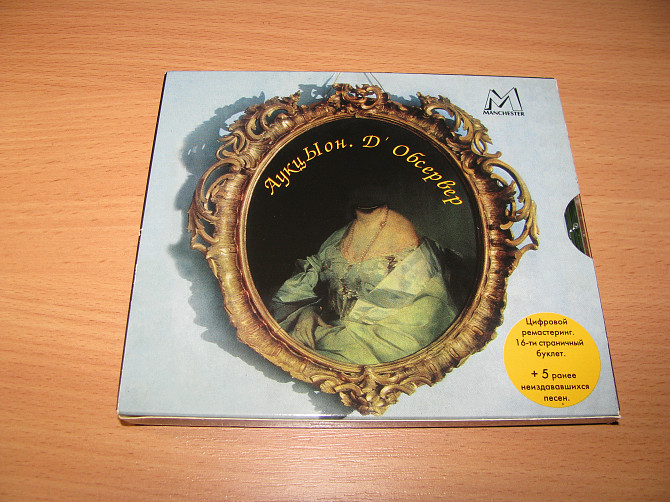 АукцЫон. Д' Обсервер
MANCHESTER
Цифровой
ремастеринг.
16-ти страничный
буклет.
+ 5 ранее
неиздававшихся
песен.